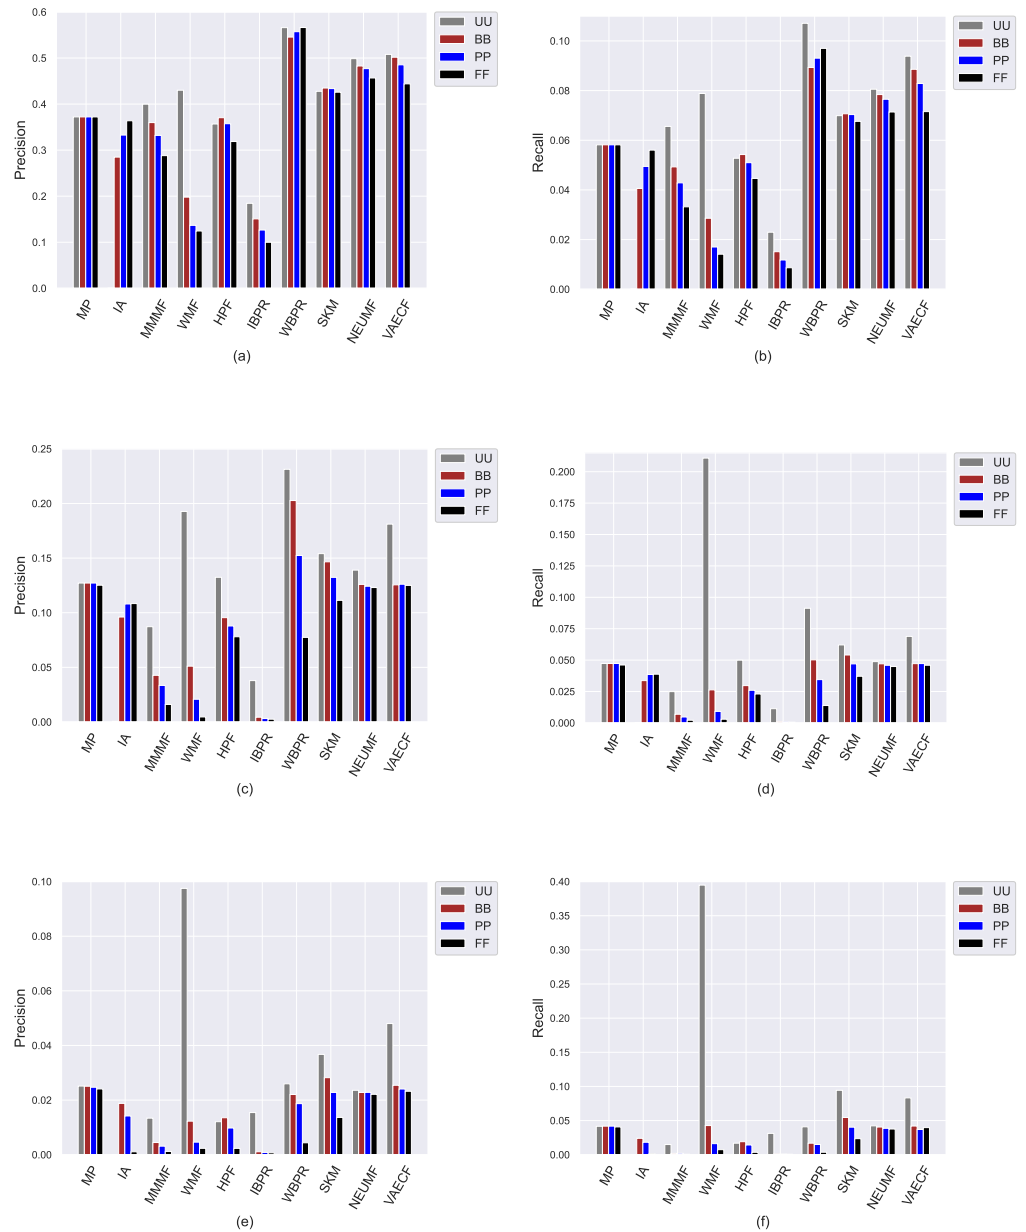 0.6
0.5
0.4
0.3
0.2
0.1
0.0
Precision
MP IA MMMF WMF HPF IBPR WBPR SKM NEUMF VAECF
UU
BB
PP
FF
(a)
0.10
0.08
0.06
0.04
0.02
0.00
Recall
MP IA MMMF WMF HPF IBPR WBPR SKM NEUMF VAECF
UU
BB
PP
FF
(b)
0.25
0.20
0.15
0.10
0.05
0.00
Precision
MP IA MMMF WMF HPF IBPR WBPR SKM NEUMF VAECF
UU
BB
PP
FF
(c)
0.200
0.175
0.150
0.125
0.100
0.075
0.050
0.025
0.000
Recall
MP IA MMMF WMF HPF IBPR WBPR SKM NEUMF VAECF
UU
BB
PP
FF
(d)
0.10
0.08
0.06
0.04
0.02
0.00
Precision
MP IA MMMF WMF HPF IBPR WBPR SKM NEUMF VAECF
UU
BB
PP
FF
(e)
0.40
0.35
0.30
0.25
0.20
0.15
0.10
0.05
0.00
Recall
MP IA MMMF WMF HPF IBPR WBPR SKM NEUMF VAECF
UU
BB
PP
FF
(f)